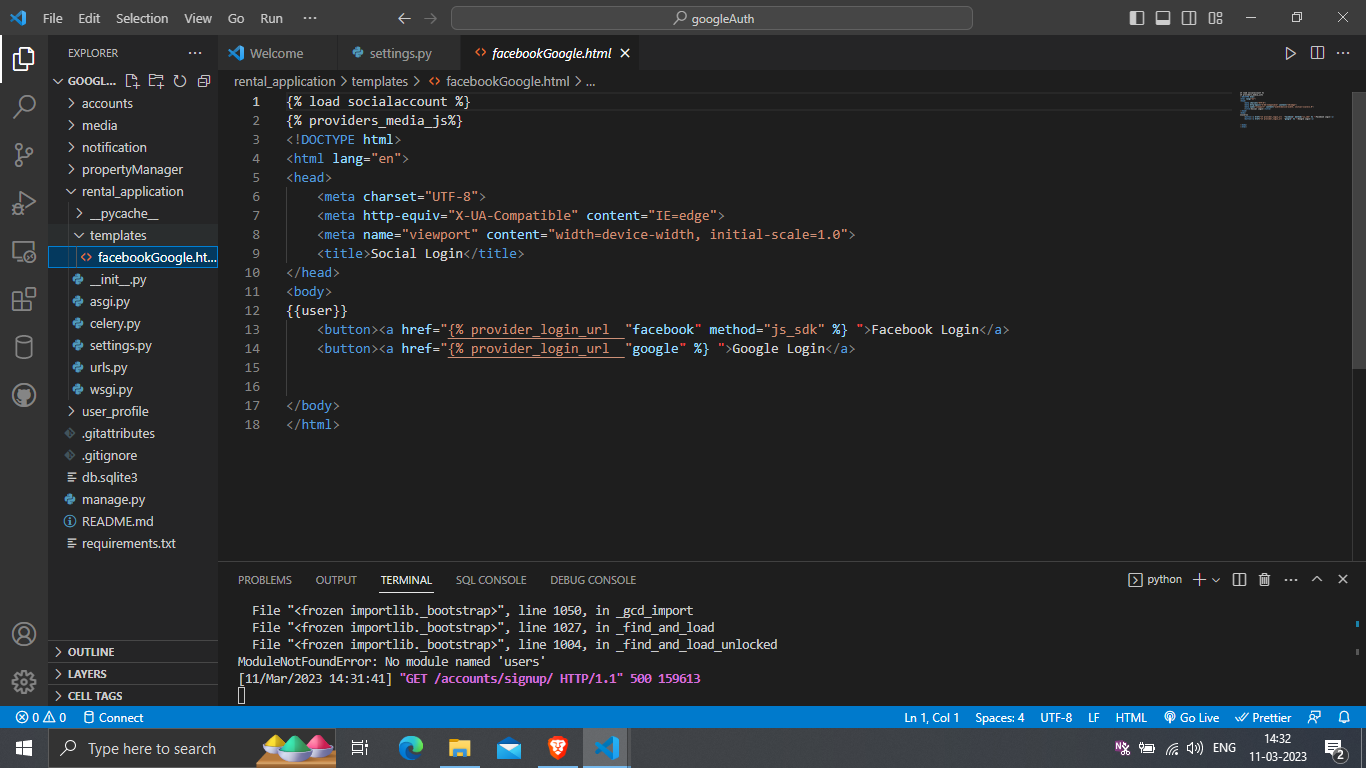 File Edit Selection View Go Run ···
googleAuth
EXPLORER ···
Welcome
settings.py
facebookGoogle.html
GOOGL...
rental_application > templates > facebookGoogle.html > ...
accounts
media
notification
propertyManager
rental_application
__pycache__
templates
facebookGoogle.ht...
__init__.py
asgi.py
celery.py
settings.py
urls.py
wsgi.py
user_profile
.gitattributes
.gitignore
db.sqlite3
manage.py
README.md
requirements.txt
OUTLINE
LAYERS
CELL TAGS
1 {% load socialaccount %}
2 {% providers_media_js%}
3 <!DOCTYPE html>
4 <html lang="en">
5 <head>
6 <meta charset="UTF-8">
7 <meta http-equiv="X-UA-Compatible" content="IE=edge">
8 <meta name="viewport" content="width=device-width, initial-scale=1.0">
9 <title>Social Login</title>
10 </head>
11 <body>
12 {{user}}
13 <button><a href="{% provider_login_url "facebook" method="js_sdk" %} ">Facebook Login</a>
14 <button><a href="{% provider_login_url "google" %} ">Google Login</a>
15
16
17 </body>
18 </html>
PROBLEMS OUTPUT TERMINAL SQL CONSOLE DEBUG CONSOLE
python
File "<frozen importlib._bootstrap>", line 1050, in _gcd_import
File "<frozen importlib._bootstrap>", line 1027, in _find_and_load
File "<frozen importlib._bootstrap>", line 1004, in _find_and_load_unlocked
ModuleNotFoundError: No module named 'users'
[11/Mar/2023 14:31:41] "GET /accounts/signup/ HTTP/1.1" 500 159613
0 0 Connect
Ln 1, Col 1 Spaces: 4 UTF-8 LF HTML Go Live Prettier
Type here to search
ENG
14:32
11-03-2023
2